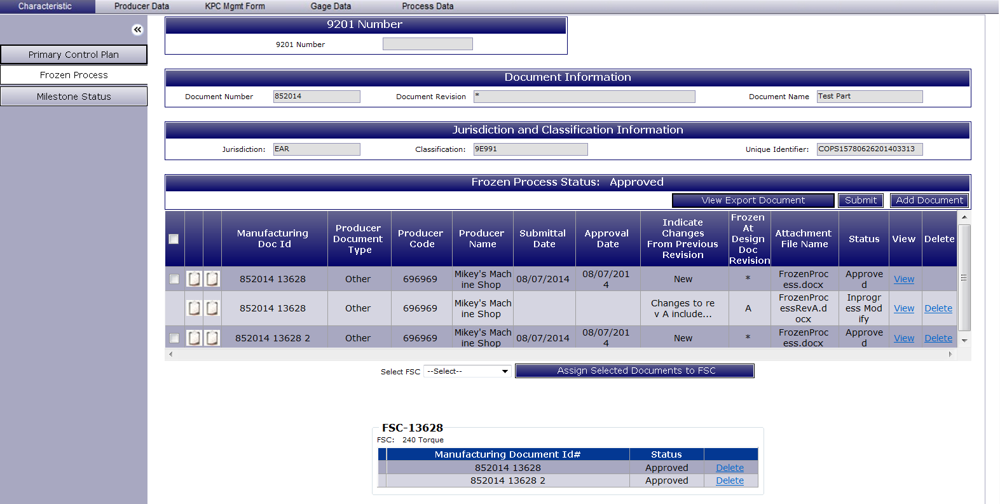 Characteristic Producer Data KPC Mgmt Form Gage Data Process Data
Primary Control Plan
Frozen Process
Milestone Status
9201 Number
9201 Number
Document Information
Document Number 852014 Document Revision * Document Name Test Part
Jurisdiction and Classification Information
Jurisdiction: EAR Classification: 9E991 Unique Identifier: COPS15780626201403313
Frozen Process Status: Approved
View Export Document Submit Add Document
Manufacturing
Doc Id
Producer
Document
Type
Producer
Code
Producer
Name
Submittal
Date
Approval
Date
Indicate
Changes
From Previous
Revision
Frozen
At
Design
Doc
Revision
Attachment
File Name
Status
View
Delete
852014 13628
Other
696969
Mikey's Mach
ine Shop
08/07/2014
08/07/201
4
New
*
FrozenProc
ess.docx
Approve
d
View
852014 13628
Other
696969
Mikey's Mach
ine Shop
Changes to re
v A include...
A
FrozenProc
essRevA.d
ocx
Inprogr
ess Mod
ify
View
Delete
852014 13628 2
Other
696969
Mikey's Mach
ine Shop
08/07/2014
08/07/201
4
New
*
FrozenProc
ess.docx
Approve
d
View
Delete
Select FSC --Select-- Assign Selected Documents to FSC
FSC-13628
FSC: 240 Torque
Manufacturing Document Id# Status
852014 13628 Approved Delete
852014 13628 2 Approved Delete